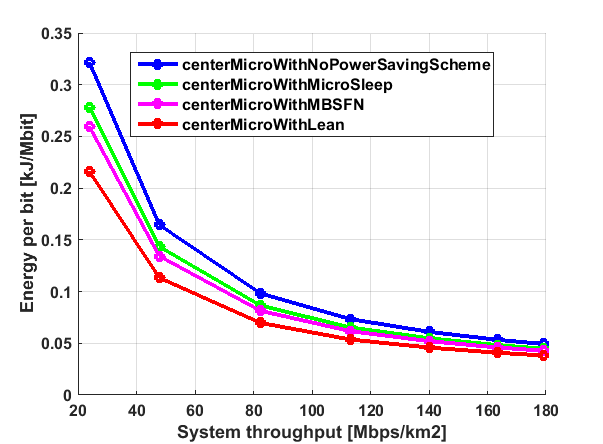 0.35
0.3
0.25
0.2
0.15
0.1
0.05
0
Energy per bit [kJ/Mbit]
centerMicroWithNoPowerSavingScheme
centerMicroWithMicroSleep
centerMicroWithMBSFN
centerMicroWithLean
20 40 60 80 100 120 140 160 180
System throughput [Mbps/km2]